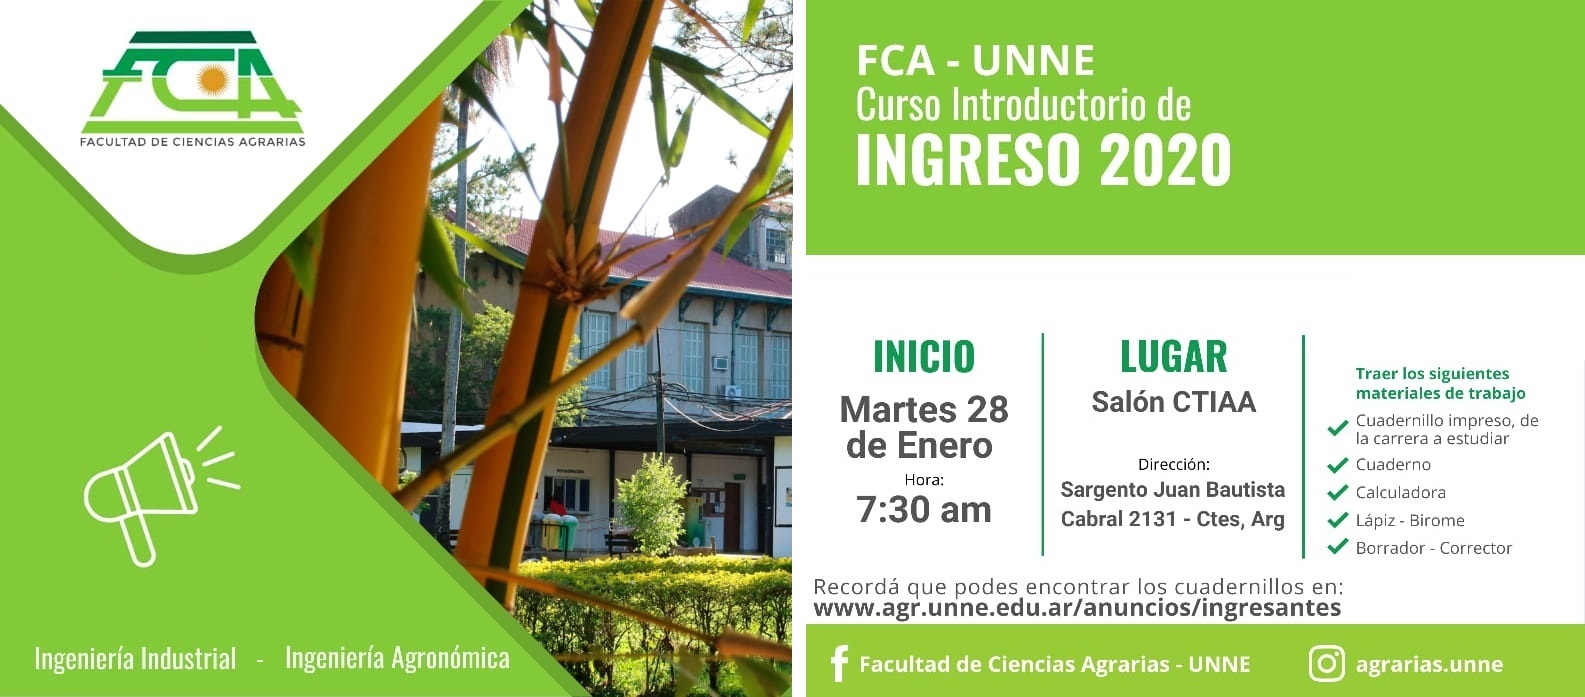 FCA
FACULTAD DE CIENCIAS AGRARIAS
Ingeniería Industrial - Ingeniería Agronómica
FCA - UNNE
Curso Introductorio de
INGRESO 2020
INICIO
Martes 28
de Enero
Hora:
7:30 am
LUGAR
Salón CTIAA
Dirección:
Sargento Juan Bautista
Cabral 2131 - Ctes, Arg
Traer los siguientes
materiales de trabajo
Cuadernillo impreso, de
la carrera a estudiar
Cuaderno
Calculadora
Lápiz - Birome
Borrador - Corrector
Recordá que podes encontrar los cuadernillos en:
www.agr.unne.edu.ar/anuncios/ingresantes
Facultad de Ciencias Agrarias - UNNE
agrarias.unne